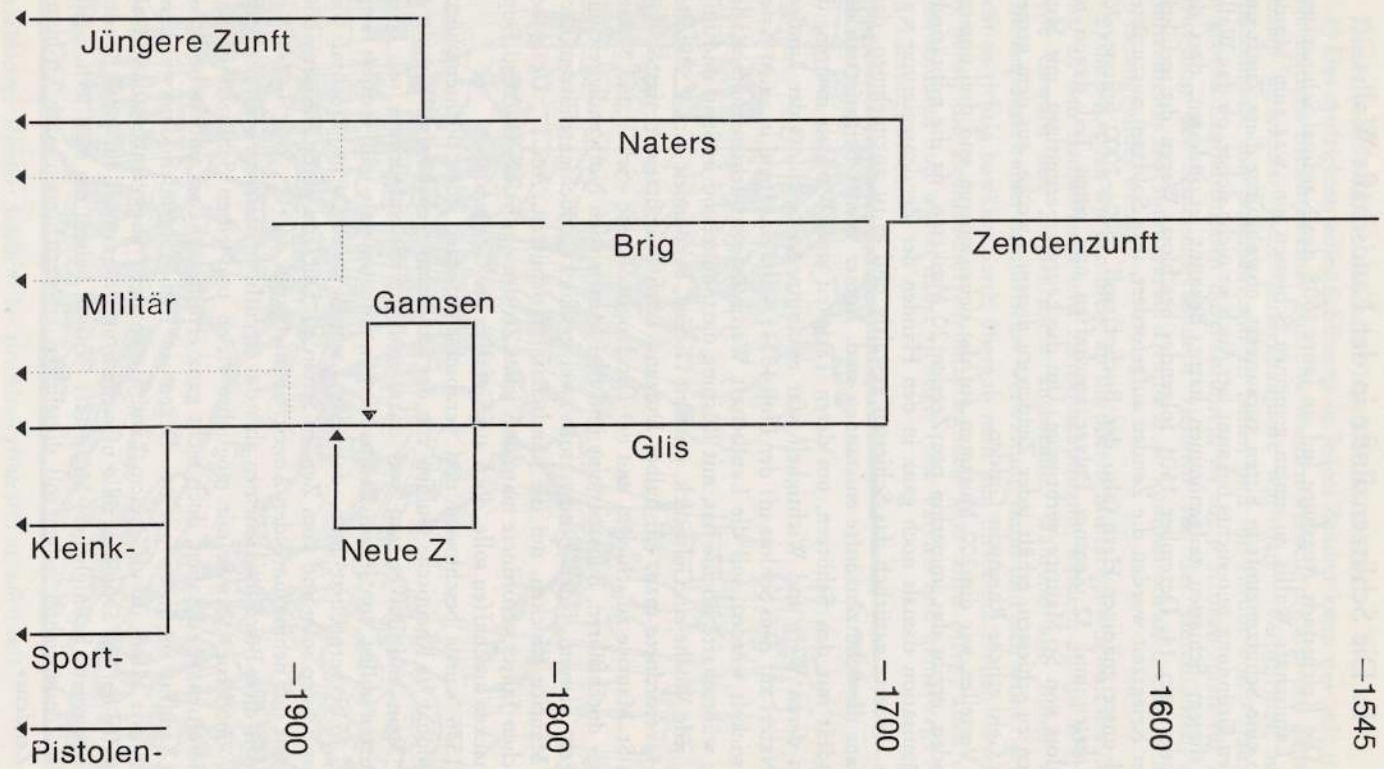 Jüngere Zunft
Naters
Brig
Zendenzunft
Militär
Gamsen
Glis
Kleink-
Neue Z.
Sport-
Pistolen-
–1900
–1800
–1700
–1600
–1545